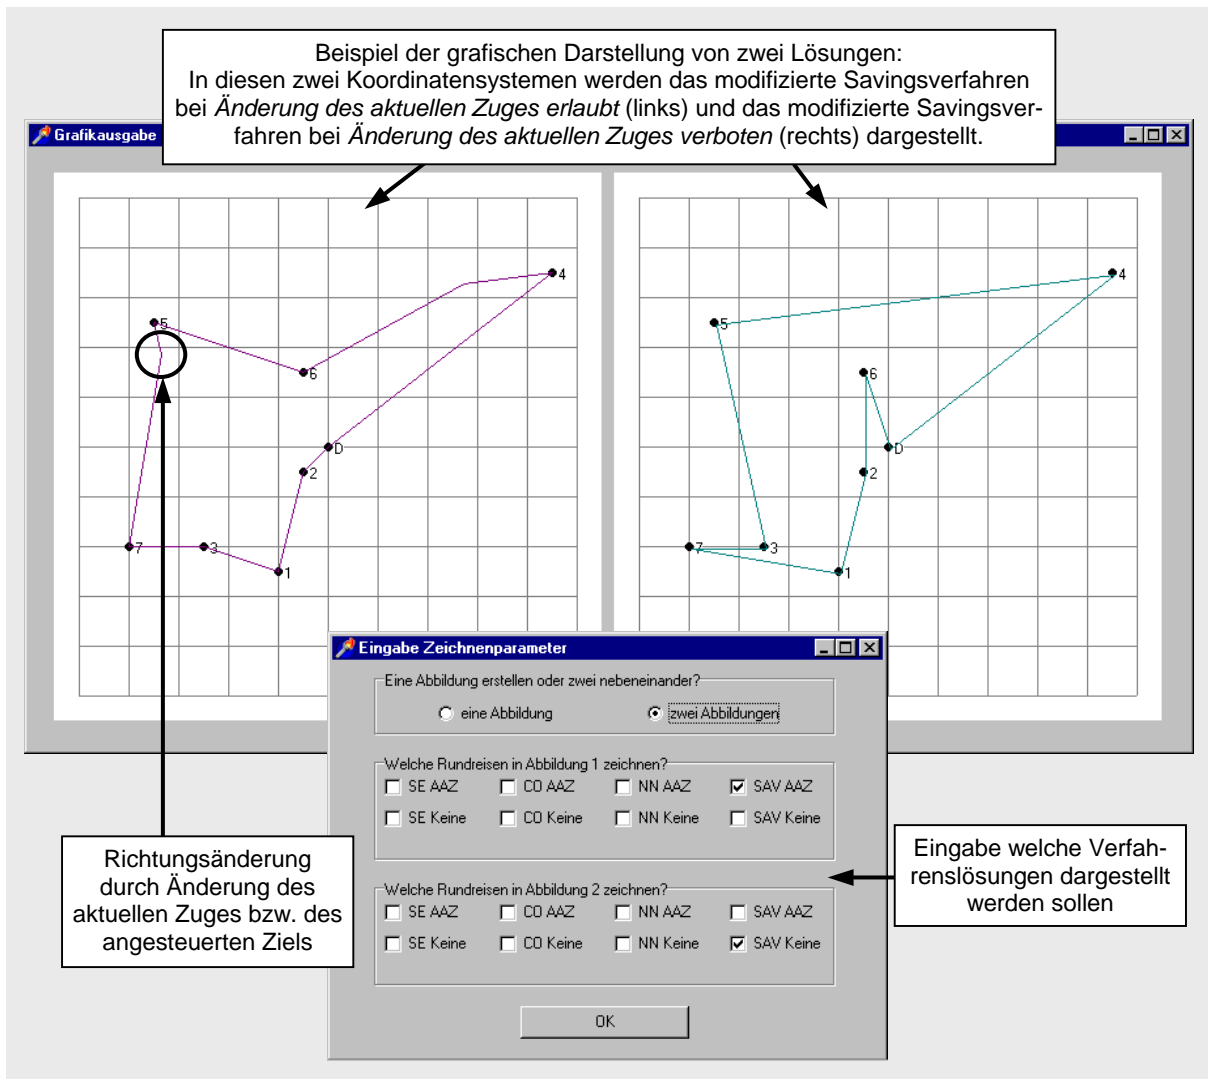 Beispiel der grafischen Darstellung von zwei Lösungen:
In diesen zwei Koordinatensystemen werden das modifizierte Savingsverfahren
bei Änderung des aktuellen Zuges erlaubt (links) und das modifizierte Savingsver-
fahren bei Änderung des aktuellen Zuges verboten (rechts) dargestellt.
Grafikausgabe
4
5
6
D
2
7
3
1
4
5
6
D
2
7
3
1
Eingabe Zeichnenparameter
Eine Abbildung erstellen oder zwei nebeneinander?
eine Abbildung zwei Abbildungen
Welche Rundreisen in Abbildung 1 zeichnen?
SE AAZ CO AAZ NN AAZ SAV AAZ
SE Keine CO Keine NN Keine SAV Keine
Welche Rundreisen in Abbildung 2 zeichnen?
SE AAZ CO AAZ NN AAZ SAV AAZ
SE Keine CO Keine NN Keine SAV Keine
OK
Richtungsänderung
durch Änderung des
aktuellen Zuges bzw. des
angesteuerten Ziels
Eingabe welche Verfah-
renslösungen dargestellt
werden sollen